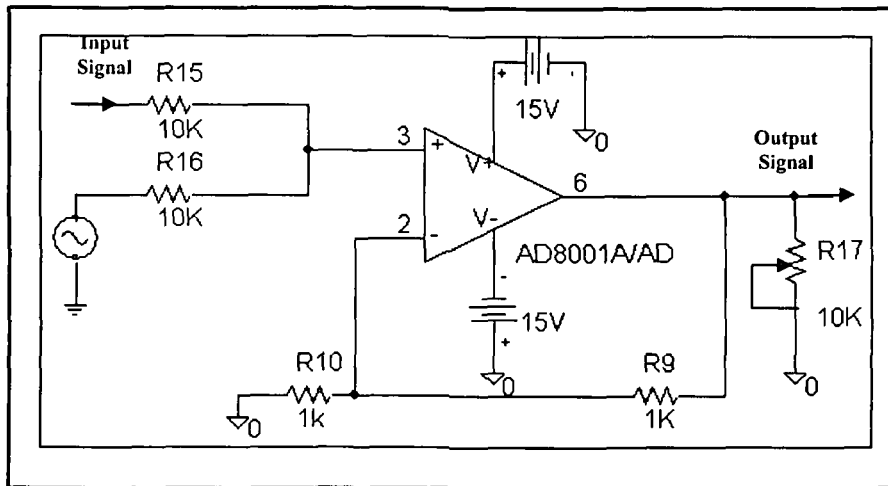 Input
Signal
R15
10K
R16
10K
3
+
2
-
V+
V-
6
+
-
15V
0
Output
Signal
AD8001A/AD
-
15V
+
0
R17
10K
0
R10
1k
0
R9
1K